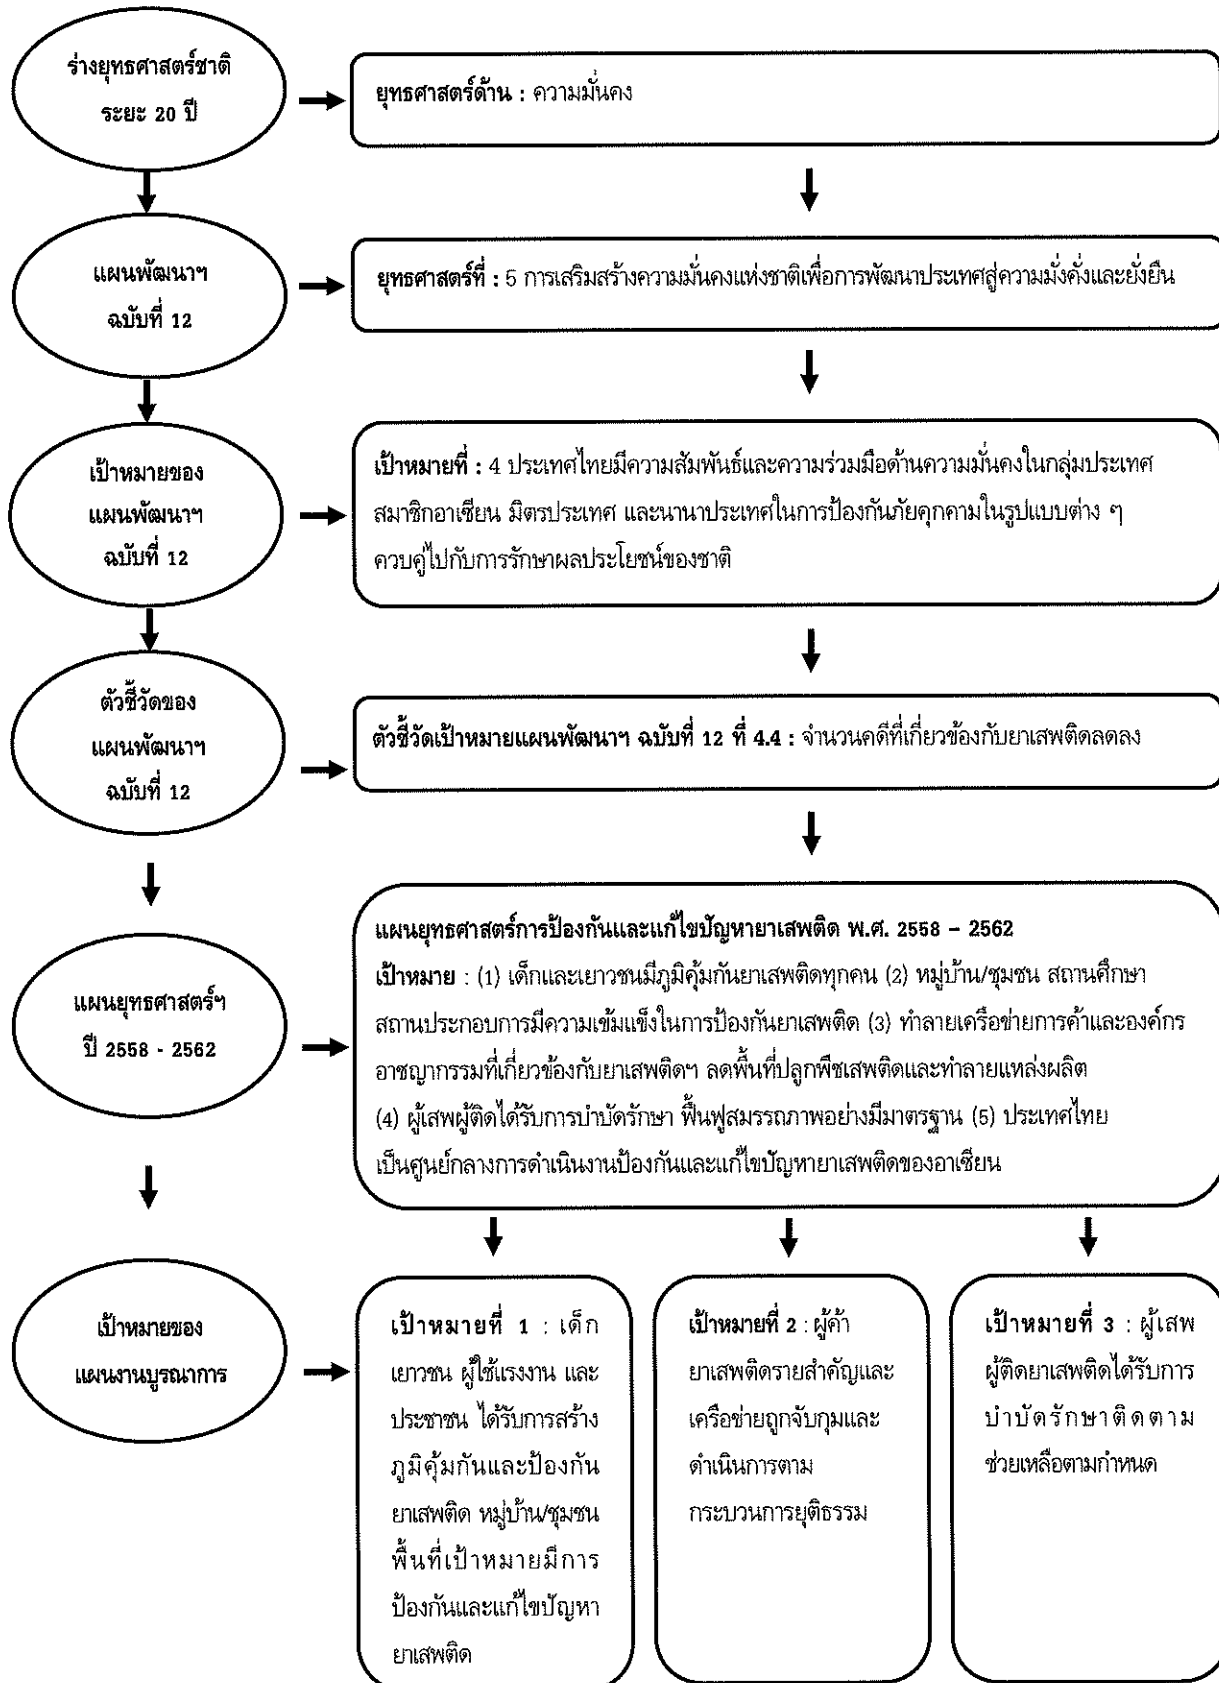 ร่างยุทธศาสตร์ชาติ
ระยะ 20 ปี
ยุทธศาสตร์ด้าน : ความมั่นคง
แผนพัฒนาฯ
ฉบับที่ 12
ยุทธศาสตร์ที่ : 5 การเสริมสร้างความมั่นคงแห่งชาติเพื่อการพัฒนาประเทศสู่ความมั่งคั่งและยั่งยืน
เป้าหมายของ
แผนพัฒนาฯ
ฉบับที่ 12
เป้าหมายที่ : 4 ประเทศไทยมีความสัมพันธ์และความร่วมมือด้านความมั่นคงในกลุ่มประเทศ
สมาชิกอาเซียน มิตรประเทศ และนานาประเทศในการป้องกันภัยคุกคามในรูปแบบต่าง ๆ
ควบคู่ไปกับการรักษาผลประโยชน์ของชาติ
ตัวชี้วัดของ
แผนพัฒนาฯ
ฉบับที่ 12
ตัวชี้วัดเป้าหมายแผนพัฒนาฯ ฉบับที่ 12 ที่ 4.4 : จำนวนคดีที่เกี่ยวข้องกับยาเสพติดลดลง
แผนยุทธศาสตร์ฯ
ปี 2558 - 2562
แผนยุทธศาสตร์การป้องกันและแก้ไขปัญหายาเสพติด พ.ศ. 2558 – 2562
เป้าหมาย : (1) เด็กและเยาวชนมีภูมิคุ้มกันยาเสพติดทุกคน (2) หมู่บ้าน/ชุมชน สถานศึกษา
สถานประกอบการมีความเข้มแข็งในการป้องกันยาเสพติด (3) ทำลายเครือข่ายการค้าและองค์กร
อาชญากรรมที่เกี่ยวข้องกับยาเสพติดฯ ลดพื้นที่ปลูกพืชเสพติดและทำลายแหล่งผลิต
(4) ผู้เสพผู้ติดได้รับการบำบัดรักษา ฟื้นฟูสมรรถภาพอย่างมีมาตรฐาน (5) ประเทศไทย
เป็นศูนย์กลางการดำเนินงานป้องกันและแก้ไขปัญหายาเสพติดของอาเซียน
เป้าหมายของ
แผนงานบูรณาการ
เป้าหมายที่ 1 : เด็ก
เยาวชน ผู้ใช้แรงงาน และ
ประชาชน ได้รับการสร้าง
ภูมิคุ้มกันและป้องกัน
ยาเสพติด หมู่บ้าน/ชุมชน
พื้นที่เป้าหมายมีการ
ป้องกันและแก้ไขปัญหา
ยาเสพติด
เป้าหมายที่ 2 : ผู้ค้า
ยาเสพติดรายสำคัญและ
เครือข่ายถูกจับกุมและ
ดำเนินการตาม
กระบวนการยุติธรรม
เป้าหมายที่ 3 : ผู้เสพ
ผู้ติดยาเสพติดได้รับการ
บำบัดรักษาติดตาม
ช่วยเหลือตามกำหนด